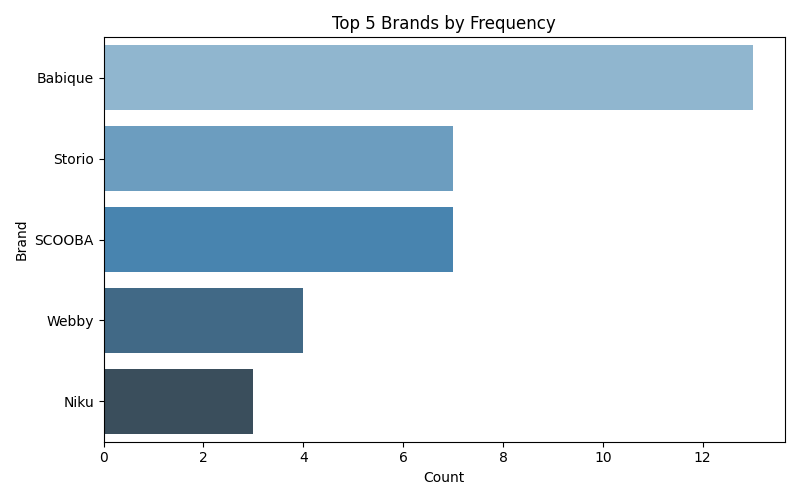 Top 5 Brands by Frequency
Brand
Babique
Storio
SCOOBA
Webby
Niku
0 2 4 6 8 10 12
Count